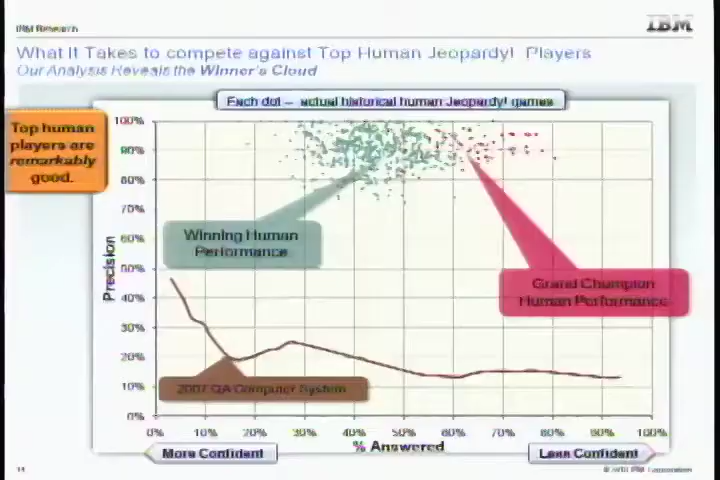 IBM Research
IBM
What It Takes to compete against Top Human Jeopardy! Players
Our Analysis Reveals the Winner's Cloud
Each dot – actual historical human Jeopardy! games
Top human
players are
remarkably
good.
100%
90%
80%
70%
60%
50%
40%
30%
20%
10%
0%
Precision
Winning Human
Performance
Grand Champion
Human Performance
2007 QA Computer System
0% 10% 20% 30% 40% 50% 60% 70% 80% 90% 100%
% Answered
More Confident
Less Confident
IBM Corporation